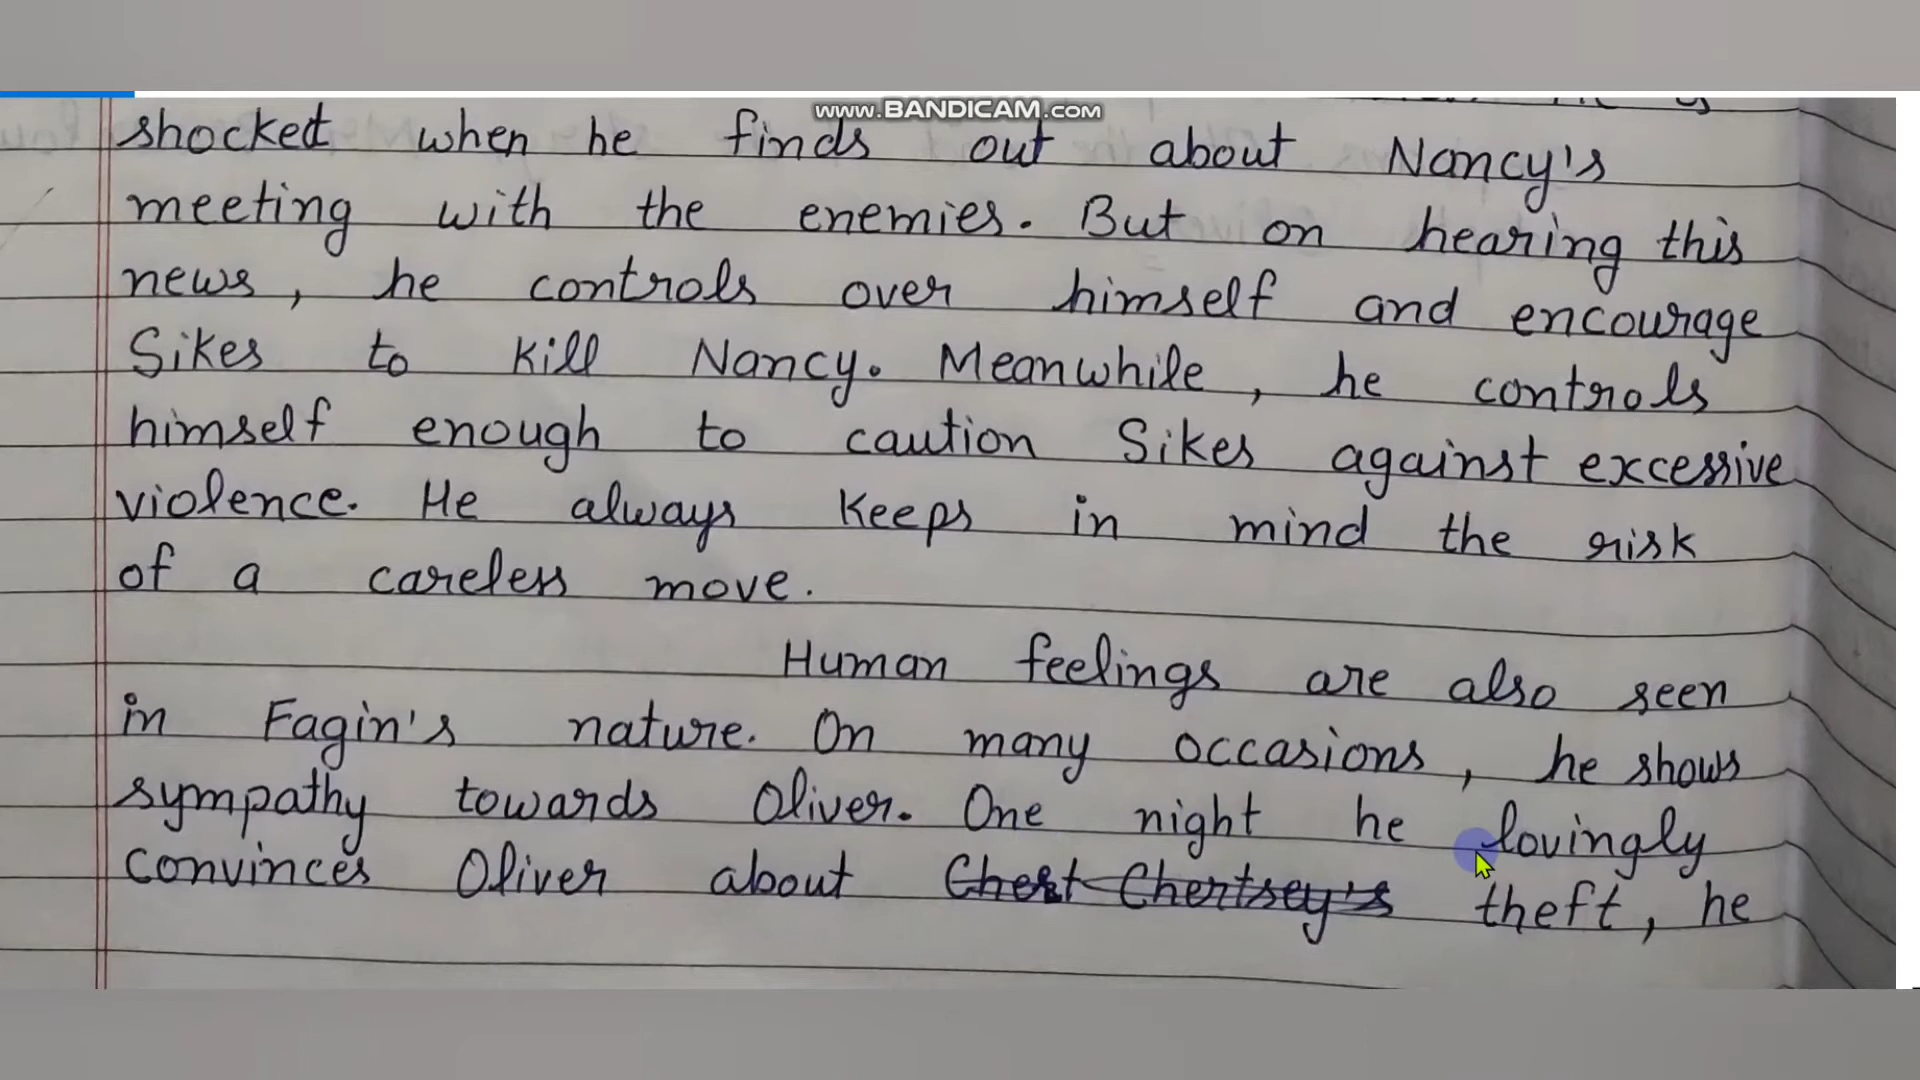 www.BANDICAM.com
shocked when he finds out about Nancy's
meeting with the enemies. But on hearing this
news, he controls over himself and encourage
Sikes to kill Nancy. Meanwhile, he controls
himself enough to caution Sikes against excessive
violence. He always keeps in mind the risk
of a careless move.
Human feelings are also seen
in Fagin's nature. On many occasions, he shows
sympathy towards Oliver. One night he lovingly
convinces Oliver about Chest Chertsey's theft, he